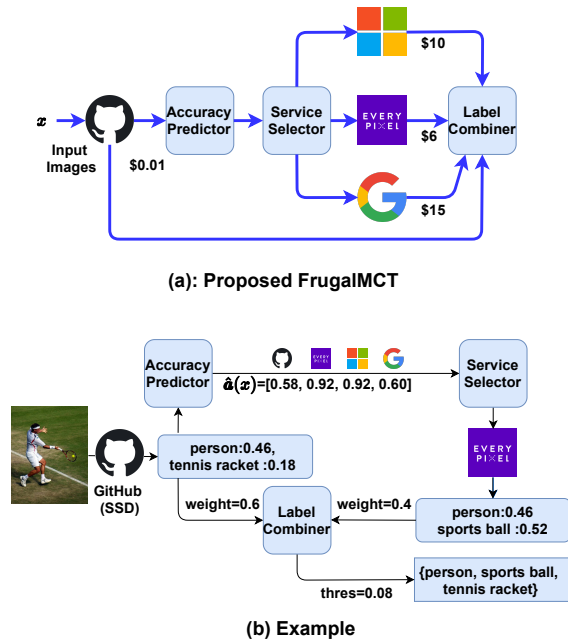 $10
x
Input
Images
$0.01
Accuracy
Predictor
Service
Selector
EVERY
PIXEL
$6
Label
Combiner
$15
(a): Proposed FrugalMCT
Accuracy
Predictor
EVERY
PIXEL
â(x)=[0.58, 0.92, 0.92, 0.60]
Service
Selector
GitHub
(SSD)
person:0.46,
tennis racket :0.18
EVERY
PIXEL
weight=0.6
Label
Combiner
weight=0.4
person:0.46
sports ball :0.52
thres=0.08
{person, sports ball,
tennis racket}
(b) Example